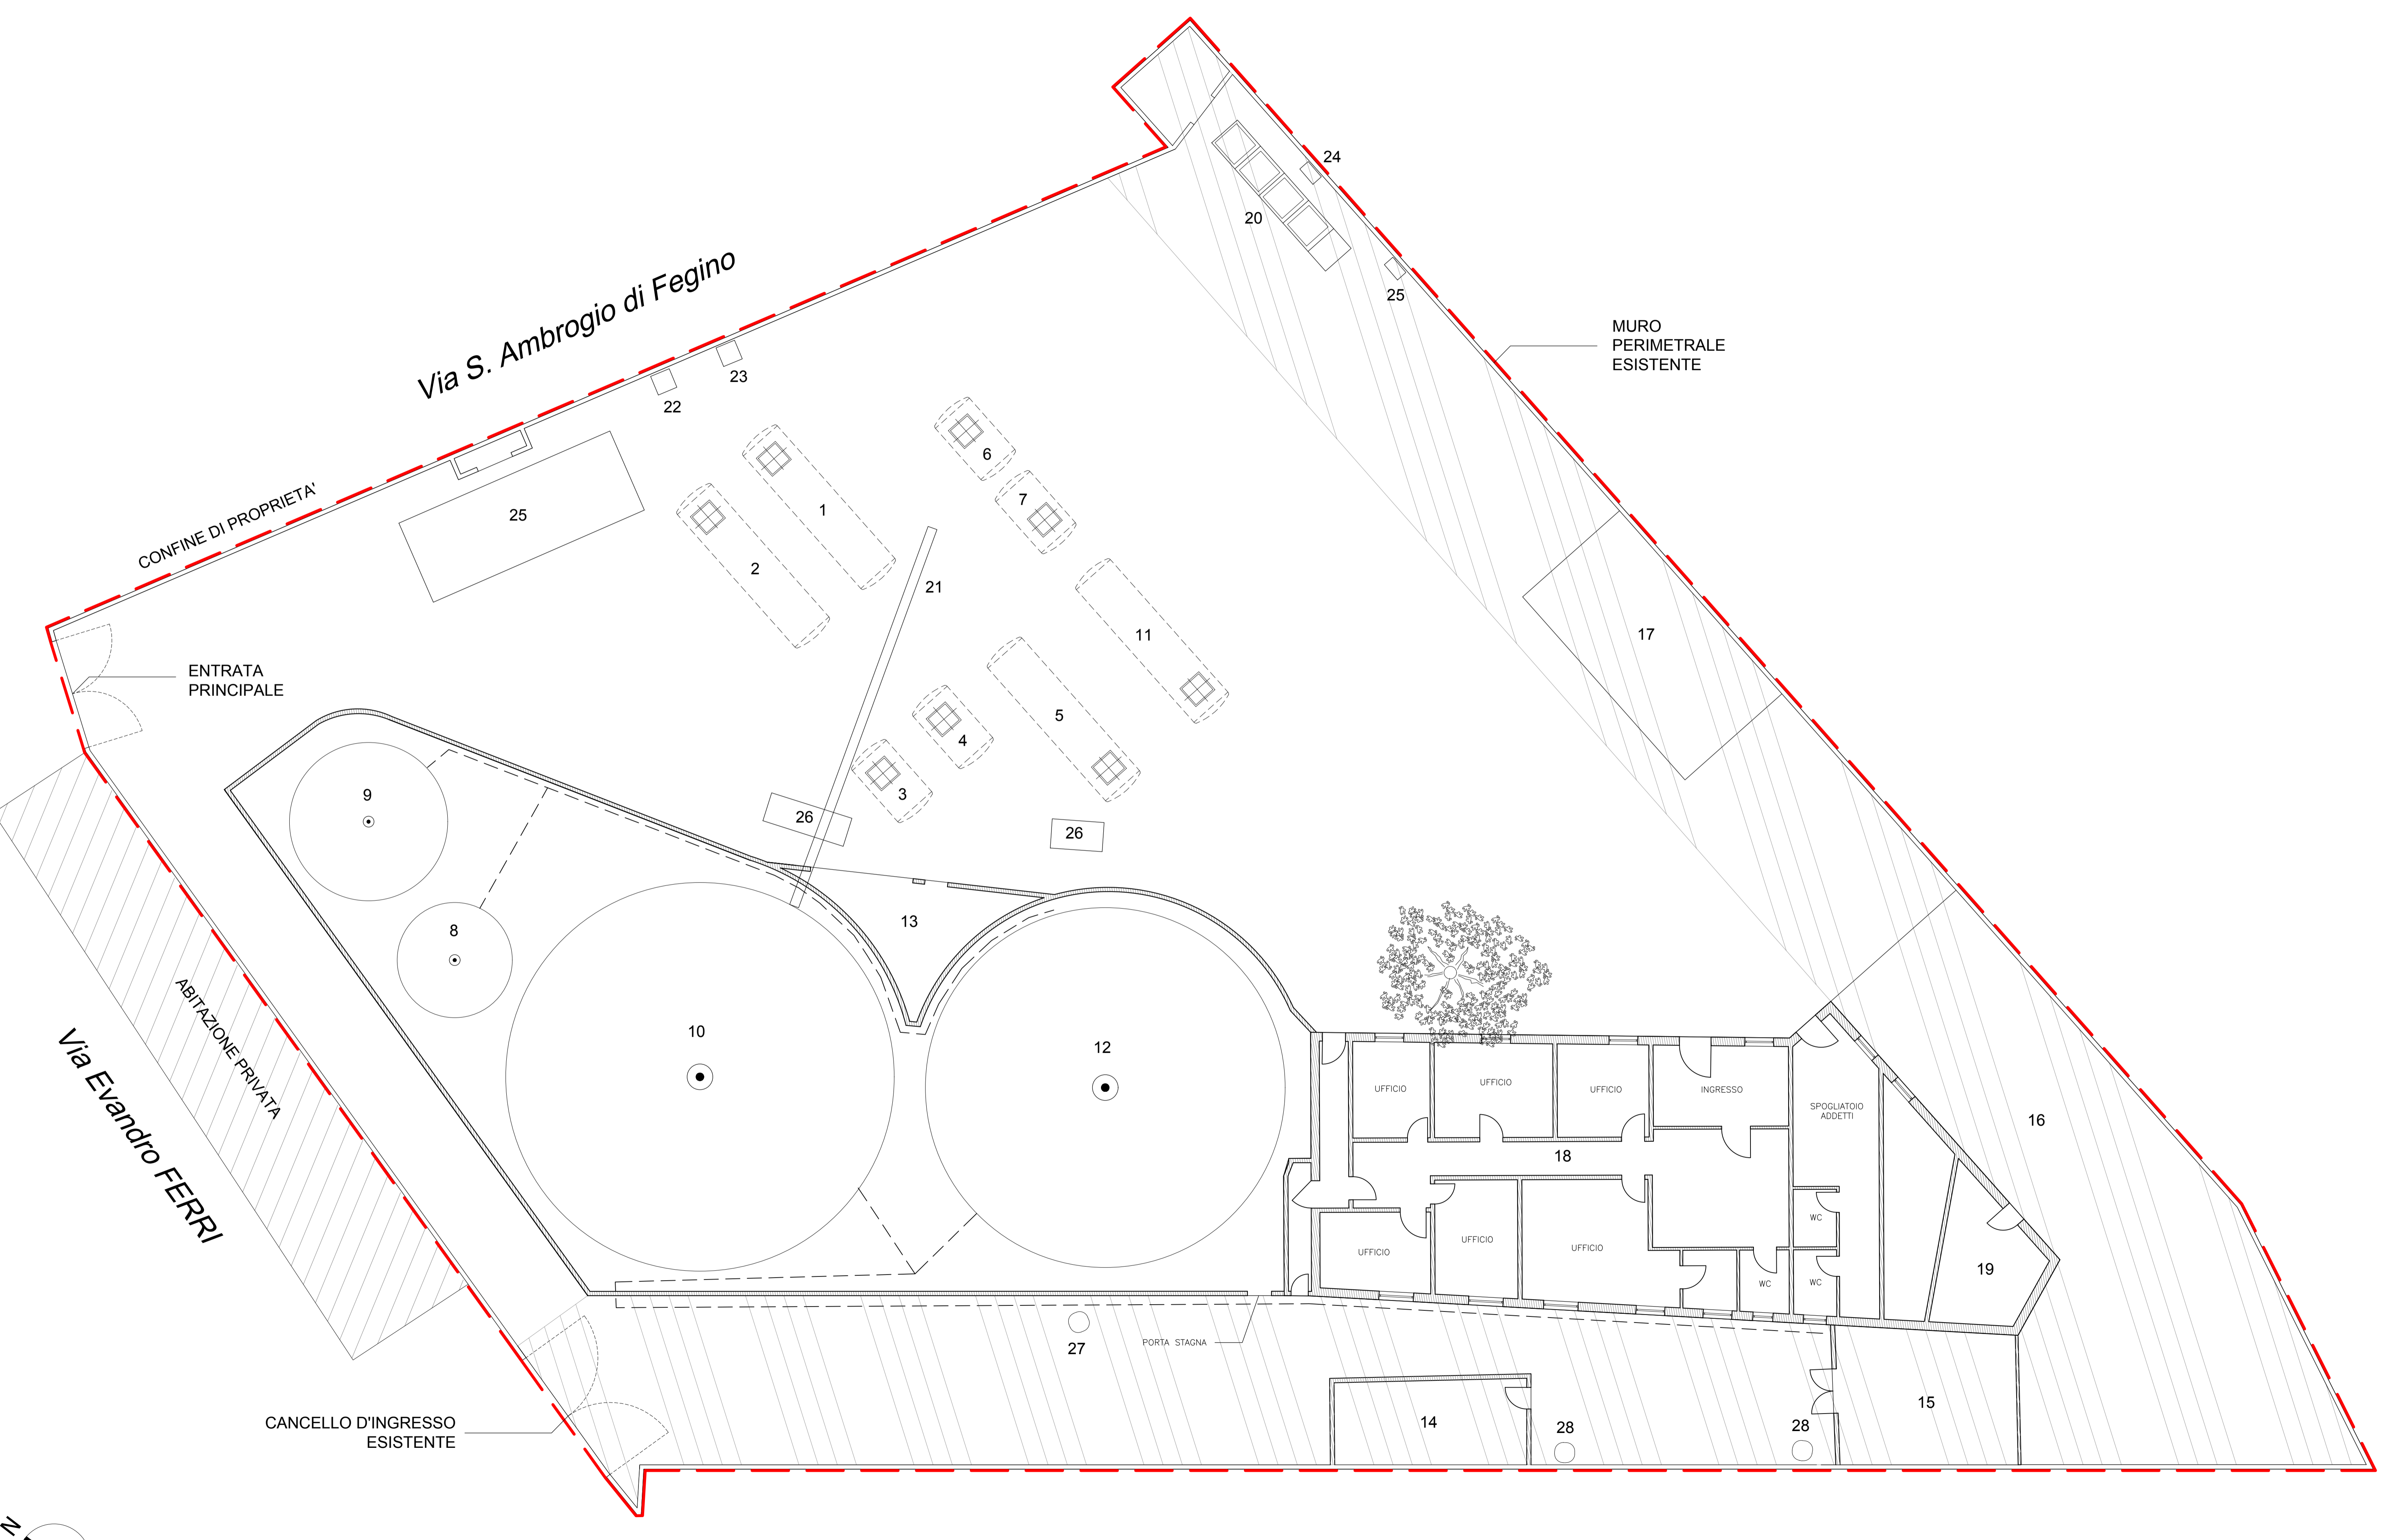 24
20
25
MURO
PERIMETRALE
ESISTENTE
Via S. Ambrogio di Fegino
23
22
6
7
1
2
25
CONFINE DI PROPRIETA'
21
11
17
ENTRATA
PRINCIPALE
5
4
3
9
26
26
13
8
10
12
ABITAZIONE PRIVATA
Via Evandro FERRI
UFFICIO
UFFICIO
UFFICIO
INGRESSO
SPOGLIATOIO
ADDETTI
16
18
WC
UFFICIO
UFFICIO
UFFICIO
WC
WC
19
27
PORTA STAGNA
14
28
28
15
CANCELLO D'INGRESSO
ESISTENTE
N